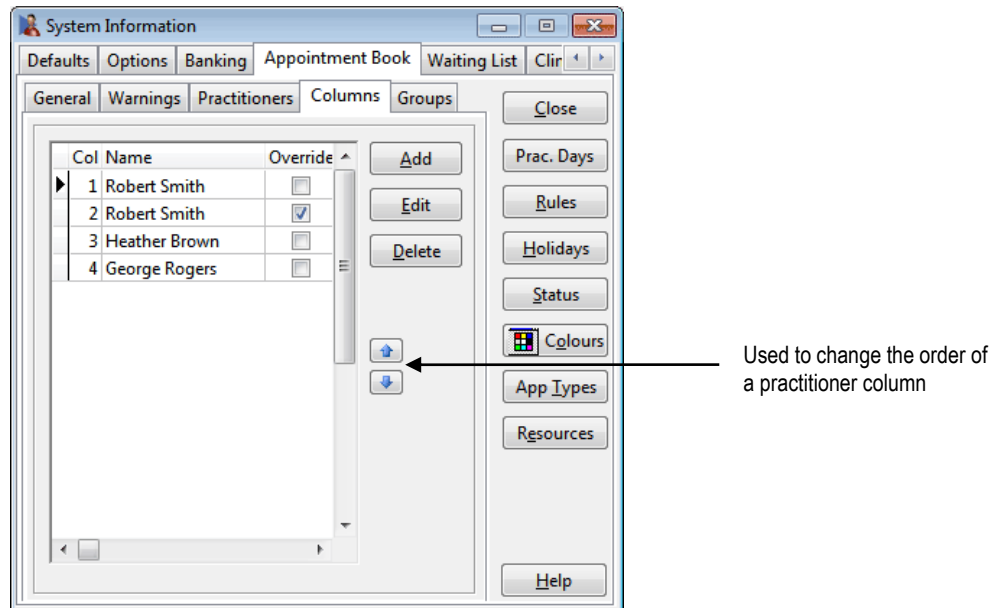 System Information
Defaults Options Banking Appointment Book Waiting List Clir
General Warnings Practitioners Columns Groups
Close
Col Name Override
1 Robert Smith
2 Robert Smith
3 Heather Brown
4 George Rogers
Add
Edit
Delete
Prac. Days
Rules
Holidays
Status
Colours
App Types
Resources
Help
Used to change the order of
a practitioner column